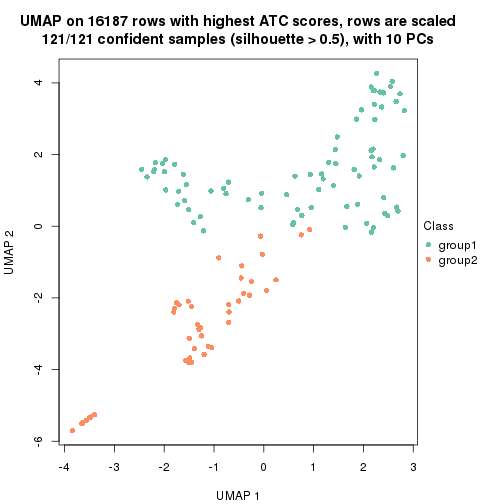 UMAP on 16187 rows with highest ATC scores, rows are scaled
121/121 confident samples (silhouette > 0.5), with 10 PCs
4
2
0
-2
-4
-6
UMAP 2
Class
group1
group2
-4 -3 -2 -1 0 1 2 3
UMAP 1